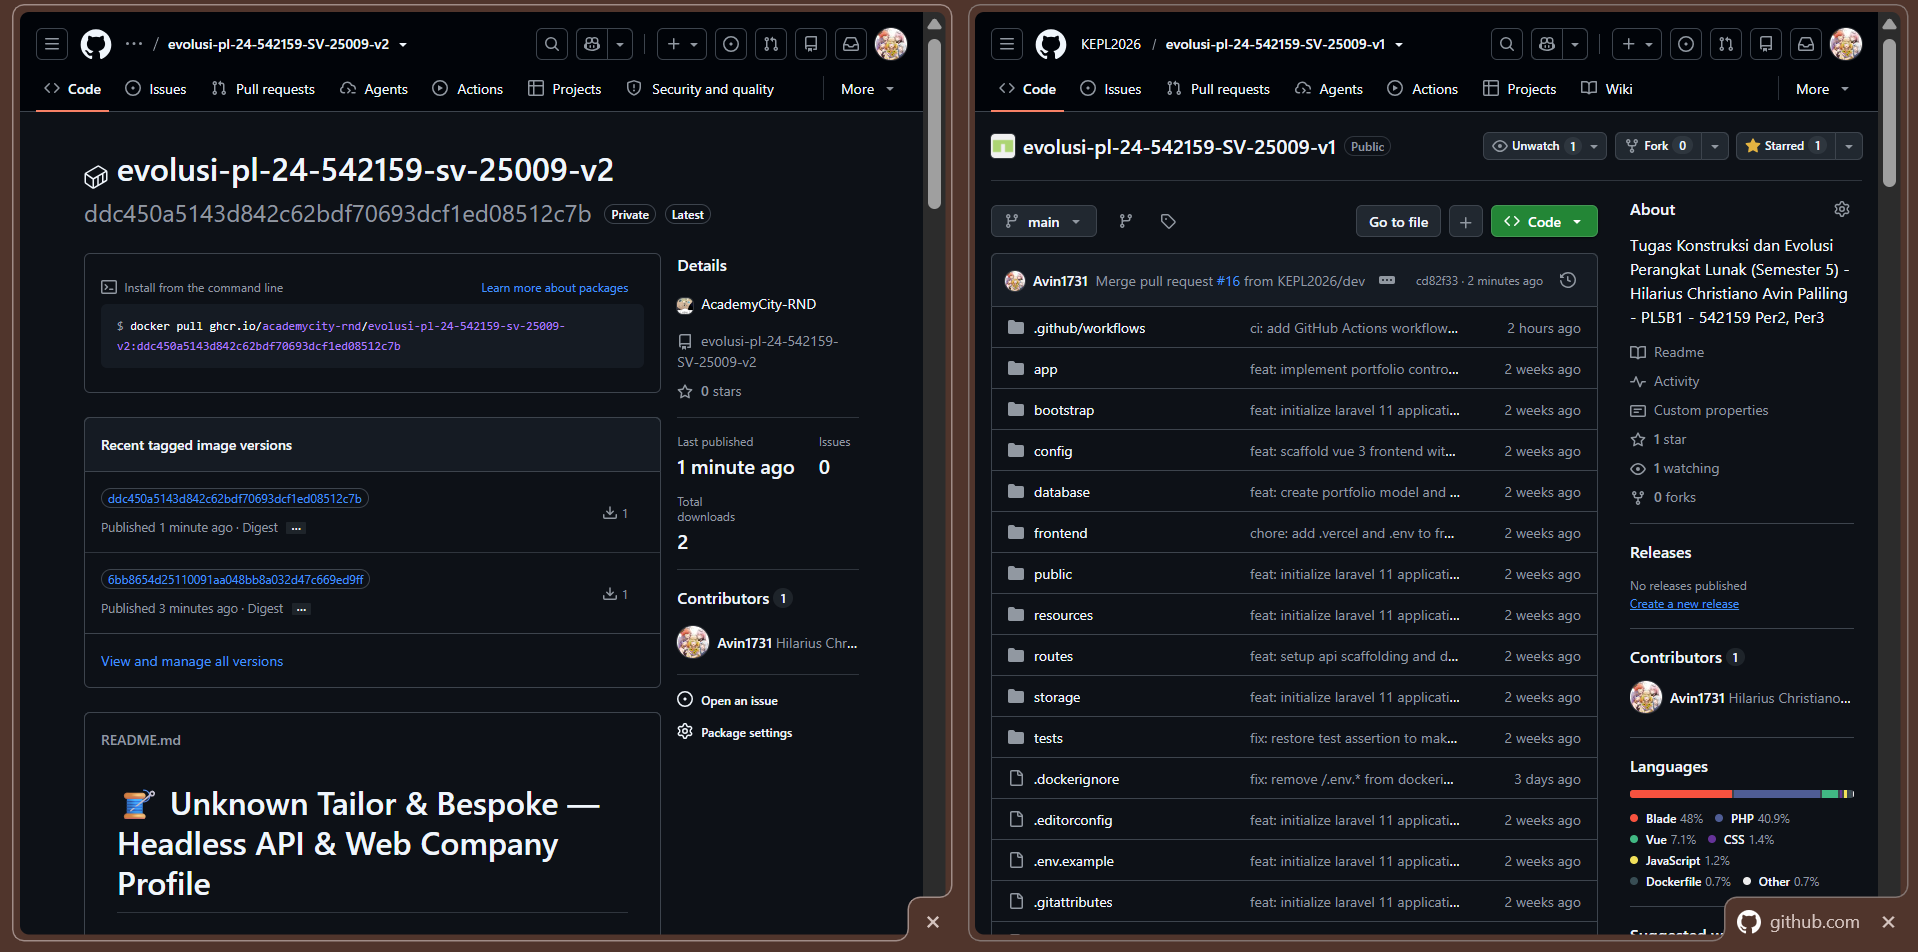 / evolusi-pl-24-542159-SV-25009-v2
Code Issues Pull requests Agents Actions Projects Security and quality More
evolusi-pl-24-542159-sv-25009-v2
ddc450a5143d842c62bdf70693dcf1ed08512c7b Private Latest
Install from the command line Learn more about packages
$ docker pull ghcr.io/academycity-rnd/evolusi-pl-24-542159-sv-25009-
v2:ddc450a5143d842c62bdf70693dcf1ed08512c7b
Recent tagged image versions
ddc450a5143d842c62bdf70693dcf1ed08512c7b
Published 1 minute ago · Digest ...
1
6bb8654d25110091aa048bb8a032d47c669ed9ff
Published 3 minutes ago · Digest ...
1
View and manage all versions
README.md
Unknown Tailor & Bespoke —
Headless API & Web Company
Profile
Details
AcademyCity-RND
evolusi-pl-24-542159-
SV-25009-v2
0 stars
Last published Issues
1 minute ago 0
Total
downloads
2
Contributors 1
Avin1731 Hilarius Chr...
Open an issue
Package settings
KEPL2026 / evolusi-pl-24-542159-SV-25009-v1
Code Issues Pull requests Agents Actions Projects Wiki More
evolusi-pl-24-542159-SV-25009-v1 Public Unwatch 1 Fork 0 Starred 1
main Go to file Code
Avin1731 Merge pull request #16 from KEPL2026/dev ... cd82f33 · 2 minutes ago
.github/workflows ci: add GitHub Actions workflow... 2 hours ago
app feat: implement portfolio contro... 2 weeks ago
bootstrap feat: initialize laravel 11 applicati... 2 weeks ago
config feat: scaffold vue 3 frontend wit... 2 weeks ago
database feat: create portfolio model and ... 2 weeks ago
frontend chore: add .vercel and .env to fr... 2 weeks ago
public feat: initialize laravel 11 applicati... 2 weeks ago
resources feat: initialize laravel 11 applicati... 2 weeks ago
routes feat: setup api scaffolding and d... 2 weeks ago
storage feat: initialize laravel 11 applicati... 2 weeks ago
tests fix: restore test assertion to mak... 2 weeks ago
.dockerignore fix: remove /.env.* from dockeri... 3 days ago
.editorconfig feat: initialize laravel 11 applicati... 2 weeks ago
.env.example feat: initialize laravel 11 applicati... 2 weeks ago
.gitattributes feat: initialize laravel 11 applicati... 2 weeks ago
About
Tugas Konstruksi dan Evolusi
Perangkat Lunak (Semester 5) -
Hilarius Christiano Avin Paliling
- PL5B1 - 542159 Per2, Per3
Readme
Activity
Custom properties
1 star
1 watching
0 forks
Releases
No releases published
Create a new release
Contributors 1
Avin1731 Hilarius Christiano...
Languages
Blade 48% PHP 40.9%
Vue 7.1% CSS 1.4%
JavaScript 1.2%
Dockerfile 0.7% Other 0.7%
github.com